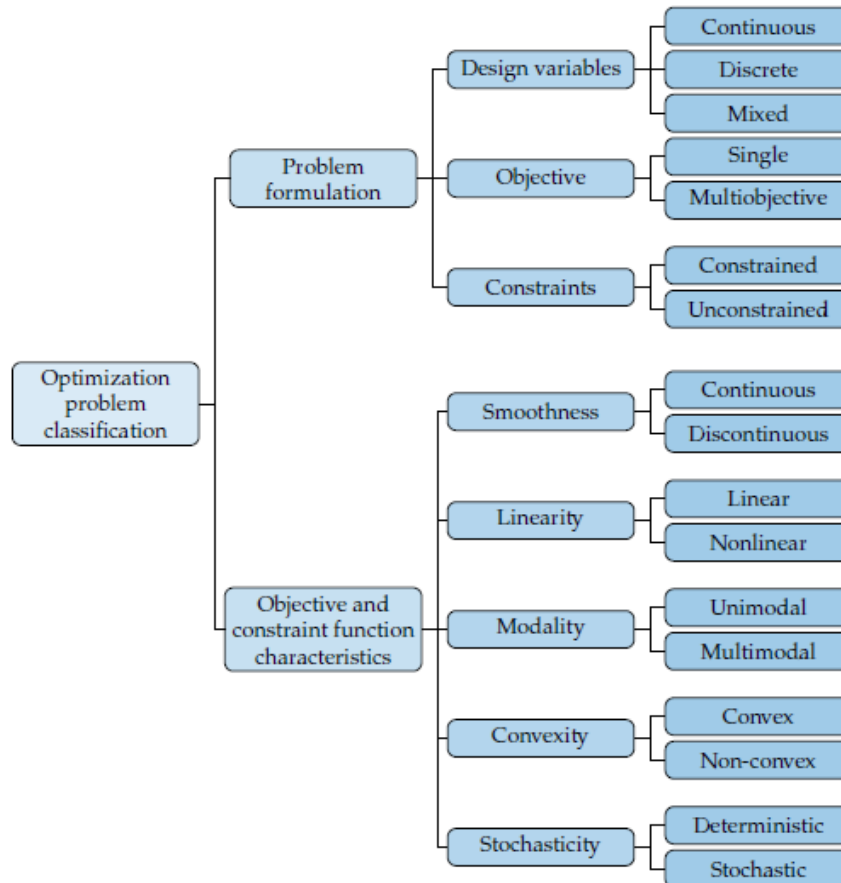 Optimization
problem
classification
Problem
formulation
Design variables
Continuous
Discrete
Mixed
Objective
Single
Multiobjective
Constraints
Constrained
Unconstrained
Objective and
constraint function
characteristics
Smoothness
Continuous
Discontinuous
Linearity
Linear
Nonlinear
Modality
Unimodal
Multimodal
Convexity
Convex
Non-convex
Stochasticity
Deterministic
Stochastic